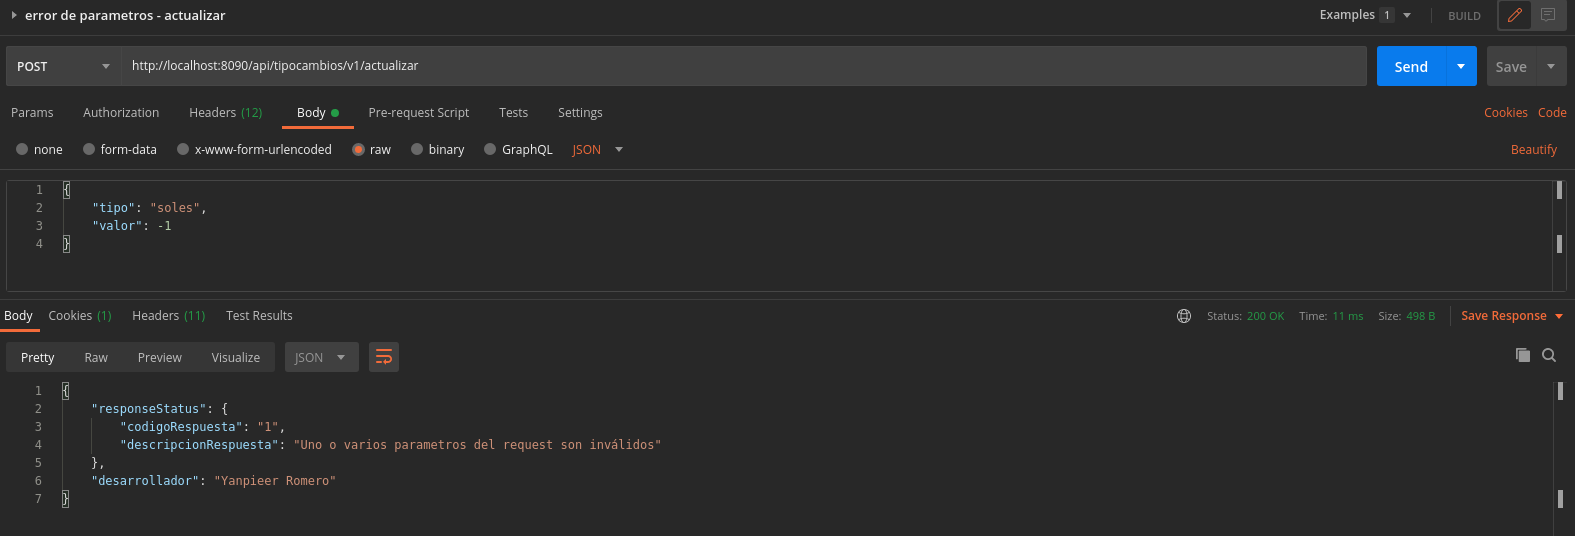 error de parametros - actualizar
Examples 1 BUILD
POST http://localhost:8090/api/tipocambios/v1/actualizar Send Save
Params Authorization Headers (12) Body Pre-request Script Tests Settings Cookies Code
none form-data x-www-form-urlencoded raw binary GraphQL JSON Beautify
1 {
2 "tipo": "soles",
3 "valor": -1
4 }
Body Cookies (1) Headers (11) Test Results Status: 200 OK Time: 11 ms Size: 498 B Save Response
Pretty Raw Preview Visualize JSON
1 {
2 "responseStatus": {
3 "codigoRespuesta": "1",
4 "descripcionRespuesta": "Uno o varios parametros del request son inválidos"
5 },
6 "desarrollador": "Yanpieer Romero"
7 }